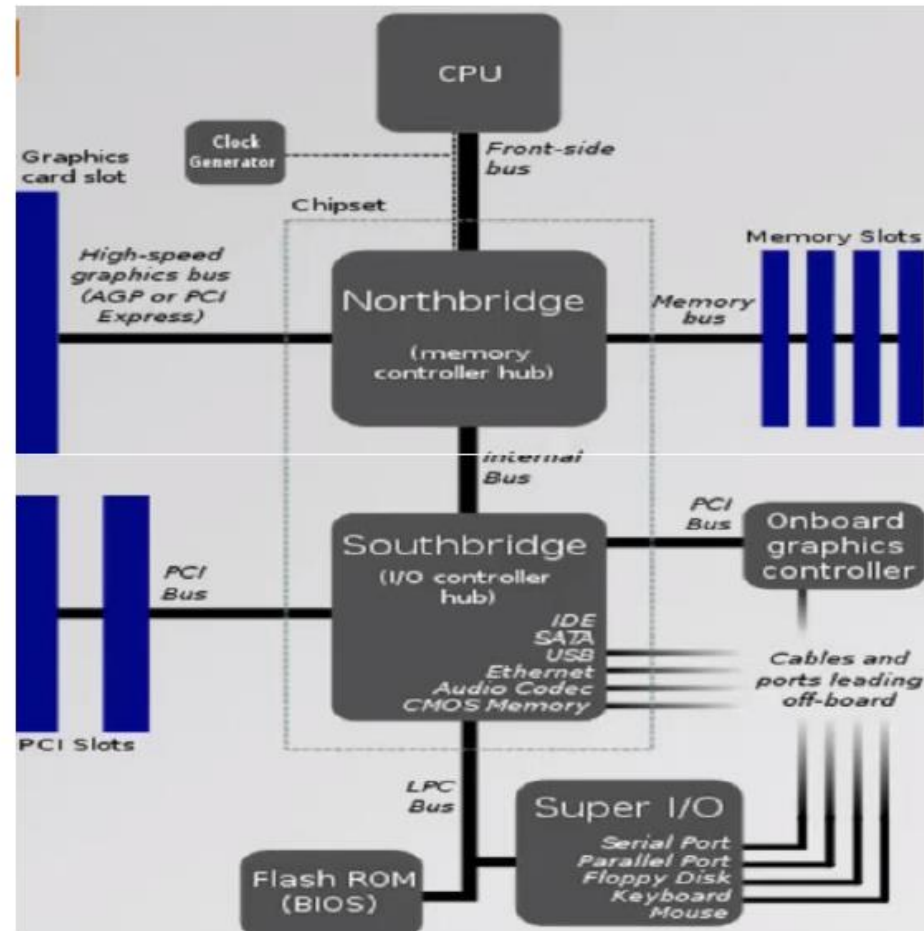 CPU
Clock
Generator
Front-side
bus
Graphics
card slot
Chipset
High-speed
graphics bus
(AGP or PCI
Express)
Northbridge
(memory
controller hub)
Memory
bus
Memory Slots
internal
Bus
PCI
Bus
Southbridge
(I/O controller
hub)
IDE
SATA
USB
Ethernet
Audio Codec
CMOS Memory
PCI
Bus
Onboard
graphics
controller
Cables and
ports leading
off-board
PCI Slots
LPC
Bus
Super I/O
Serial Port
Parallel Port
Floppy Disk
Keyboard
Mouse
Flash ROM
(BIOS)